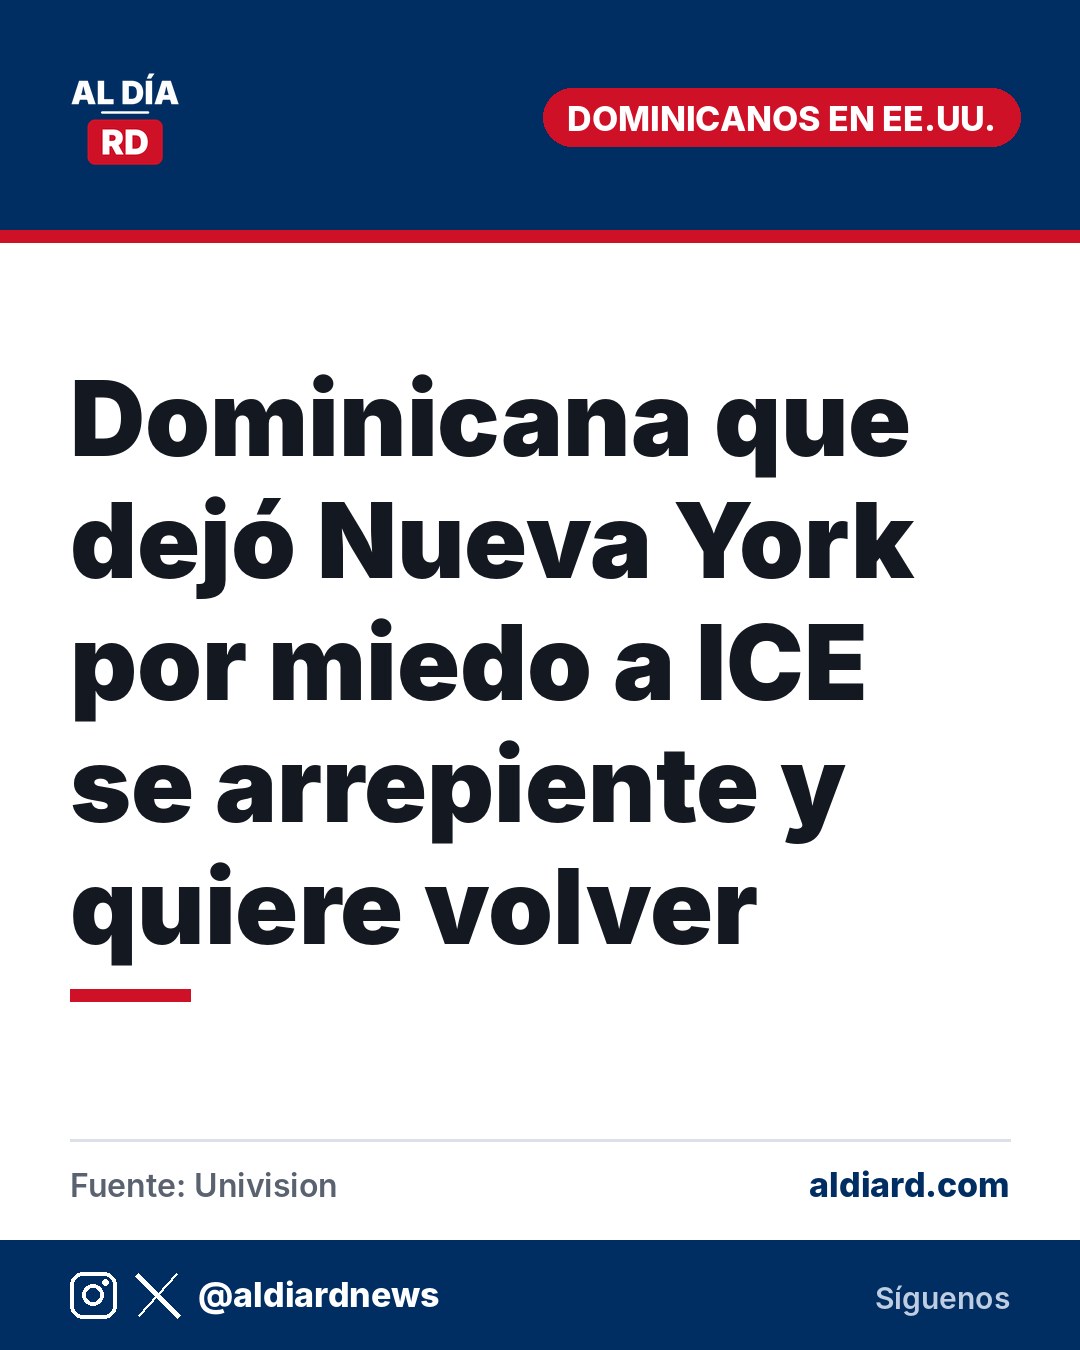 AL DÍA
RD
DOMINICANOS EN EE.UU.
Dominicana que
dejó Nueva York
por miedo a ICE
se arrepiente y
quiere volver
Fuente: Univision
aldiard.com
@aldiardnews
Síguenos